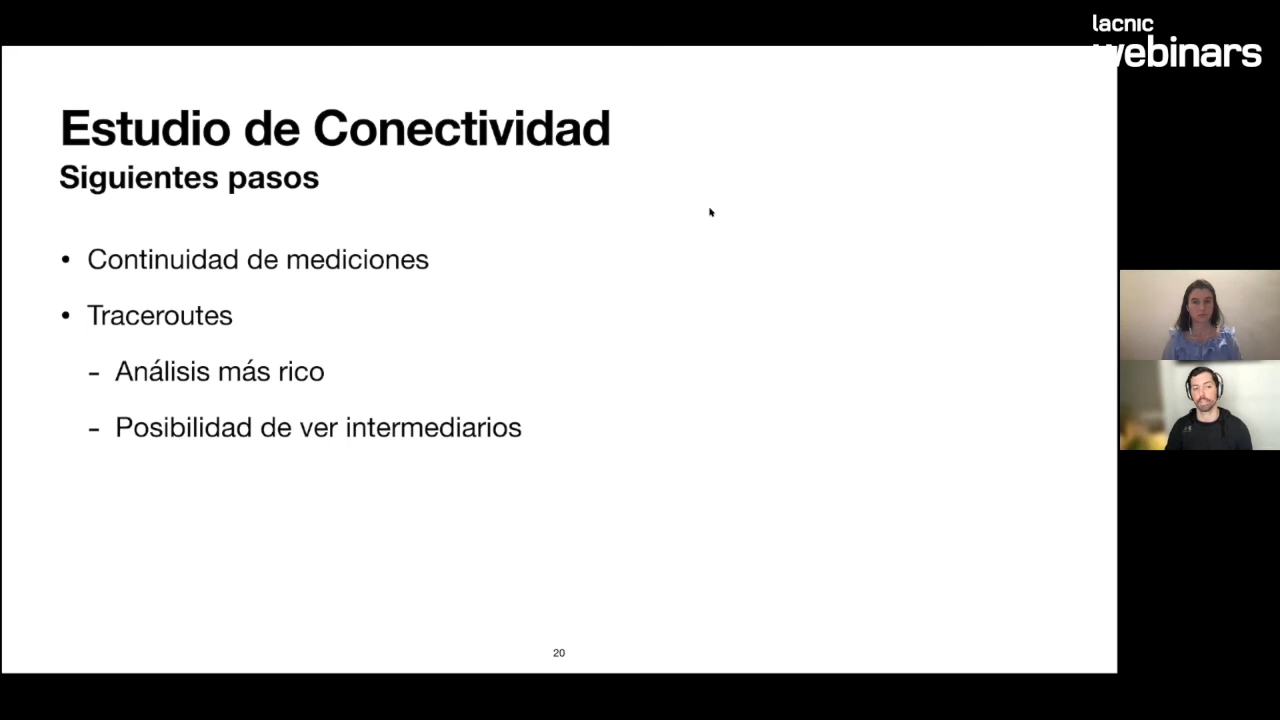 lacnic
webinars
Estudio de Conectividad
Siguientes pasos
• Continuidad de mediciones
• Traceroutes
- Análisis más rico
- Posibilidad de ver intermediarios
20